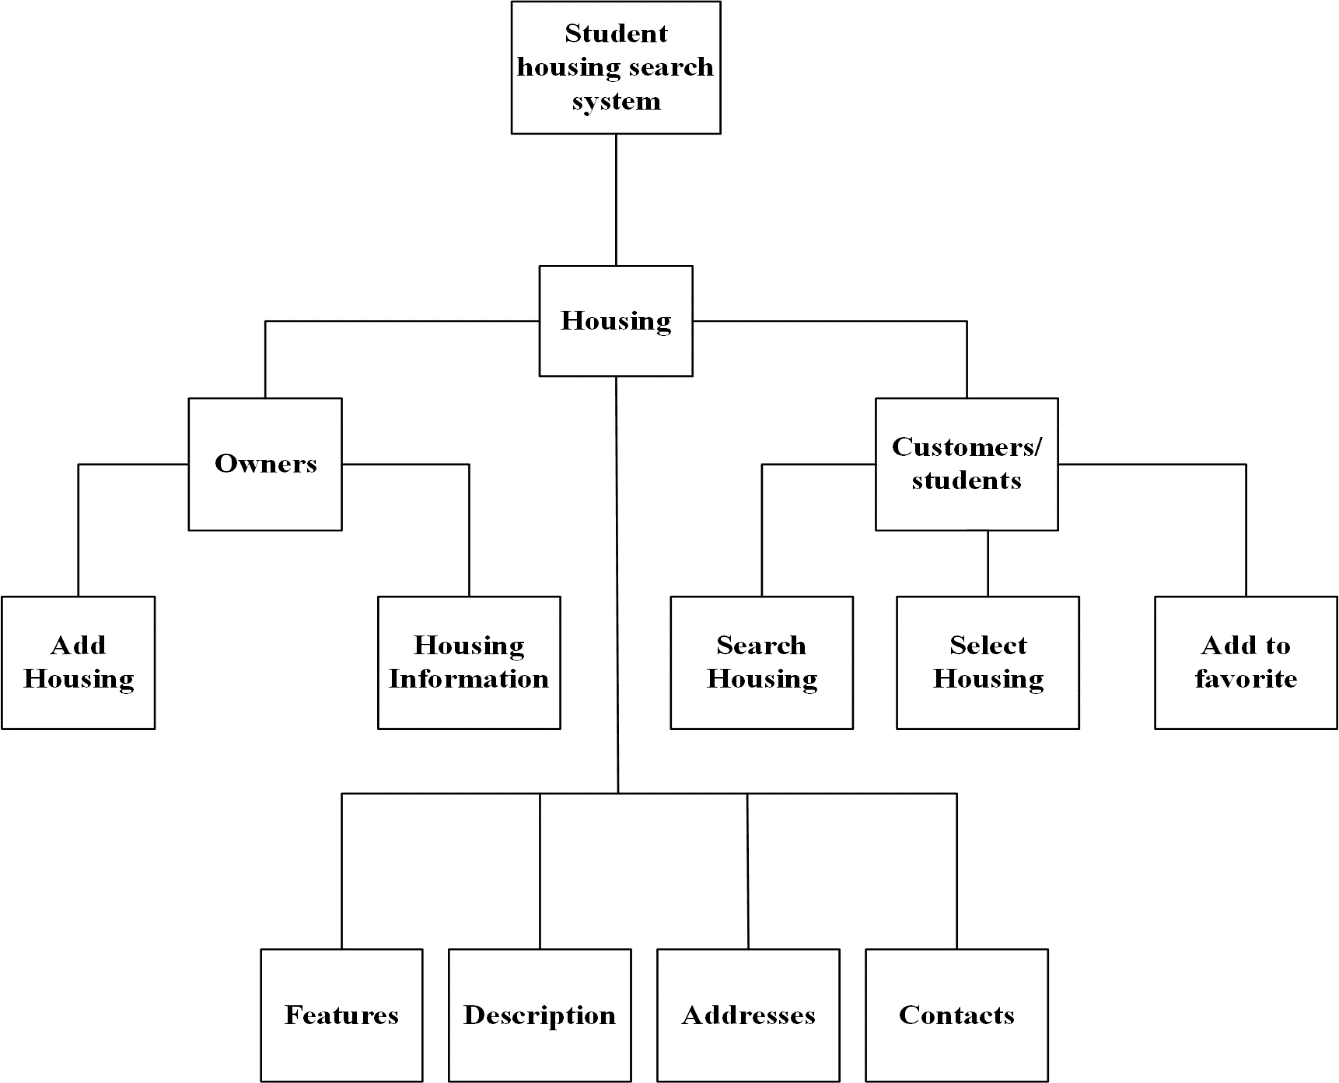 Student
housing search
system
Housing
Owners
Customers/
students
Add
Housing
Housing
Information
Search
Housing
Select
Housing
Add to
favorite
Features
Description
Addresses
Contacts